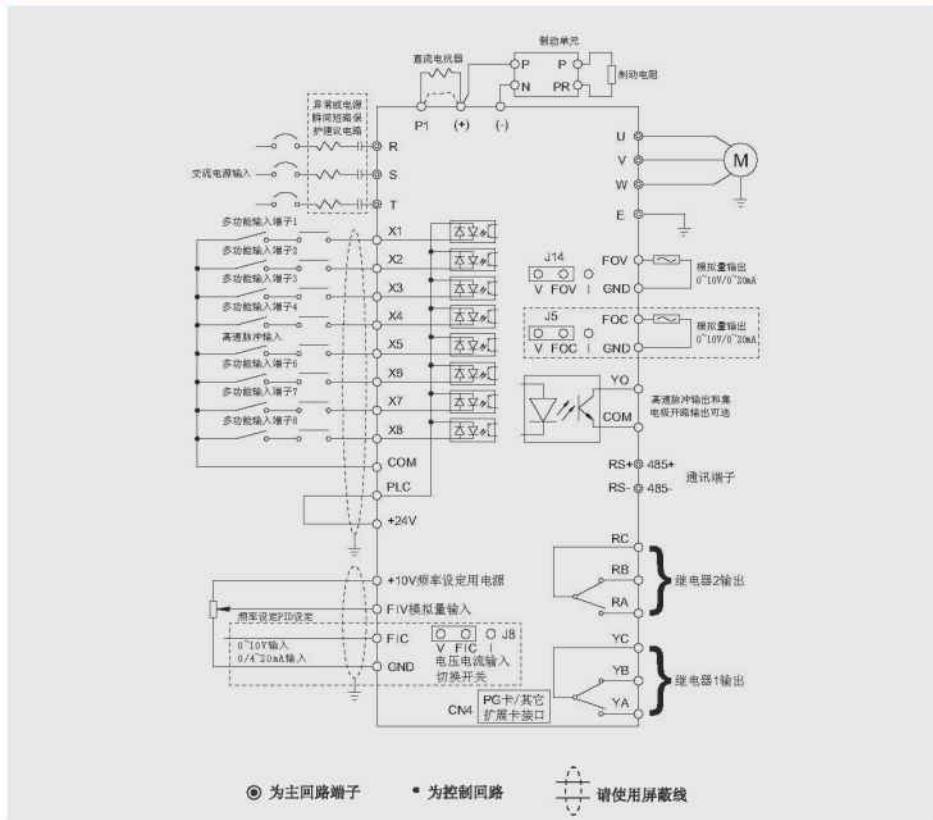 制动单元
直流电抗器
P P
N PR
制动电阻
异常或电源
瞬间短路保
护建议电路
P1 (+) (-)
R
交流电源输入
S
T
U
V
W
M
E
多功能输入端子1
X1
多功能输入端子2
X2
多功能输入端子3
X3
多功能输入端子4
X4
高速脉冲输入
X5
多功能输入端子6
X6
多功能输入端子7
X7
多功能输入端子8
X8
COM
PLC
+24V
J14
V FOV I
FOV
GND
模拟量输出
0~10V/0~20mA
J5
V FOC I
FOC
GND
模拟量输出
0~10V/0~20mA
YO
COM
高速脉冲输出和集
电极开路输出可选
RS+ 485+
RS- 485-
通讯端子
RC
RB
RA
继电器2输出
+10V频率设定用电源
FIV模拟量输入
频率设定PID设定
FIC
0~10V输入
0/4~20mA输入
GND
J8
V FIC I
电压电流输入
切换开关
YC
YB
YA
继电器1输出
CN4
PG卡/其它
扩展卡接口
为主回路端子
为控制回路
请使用屏蔽线